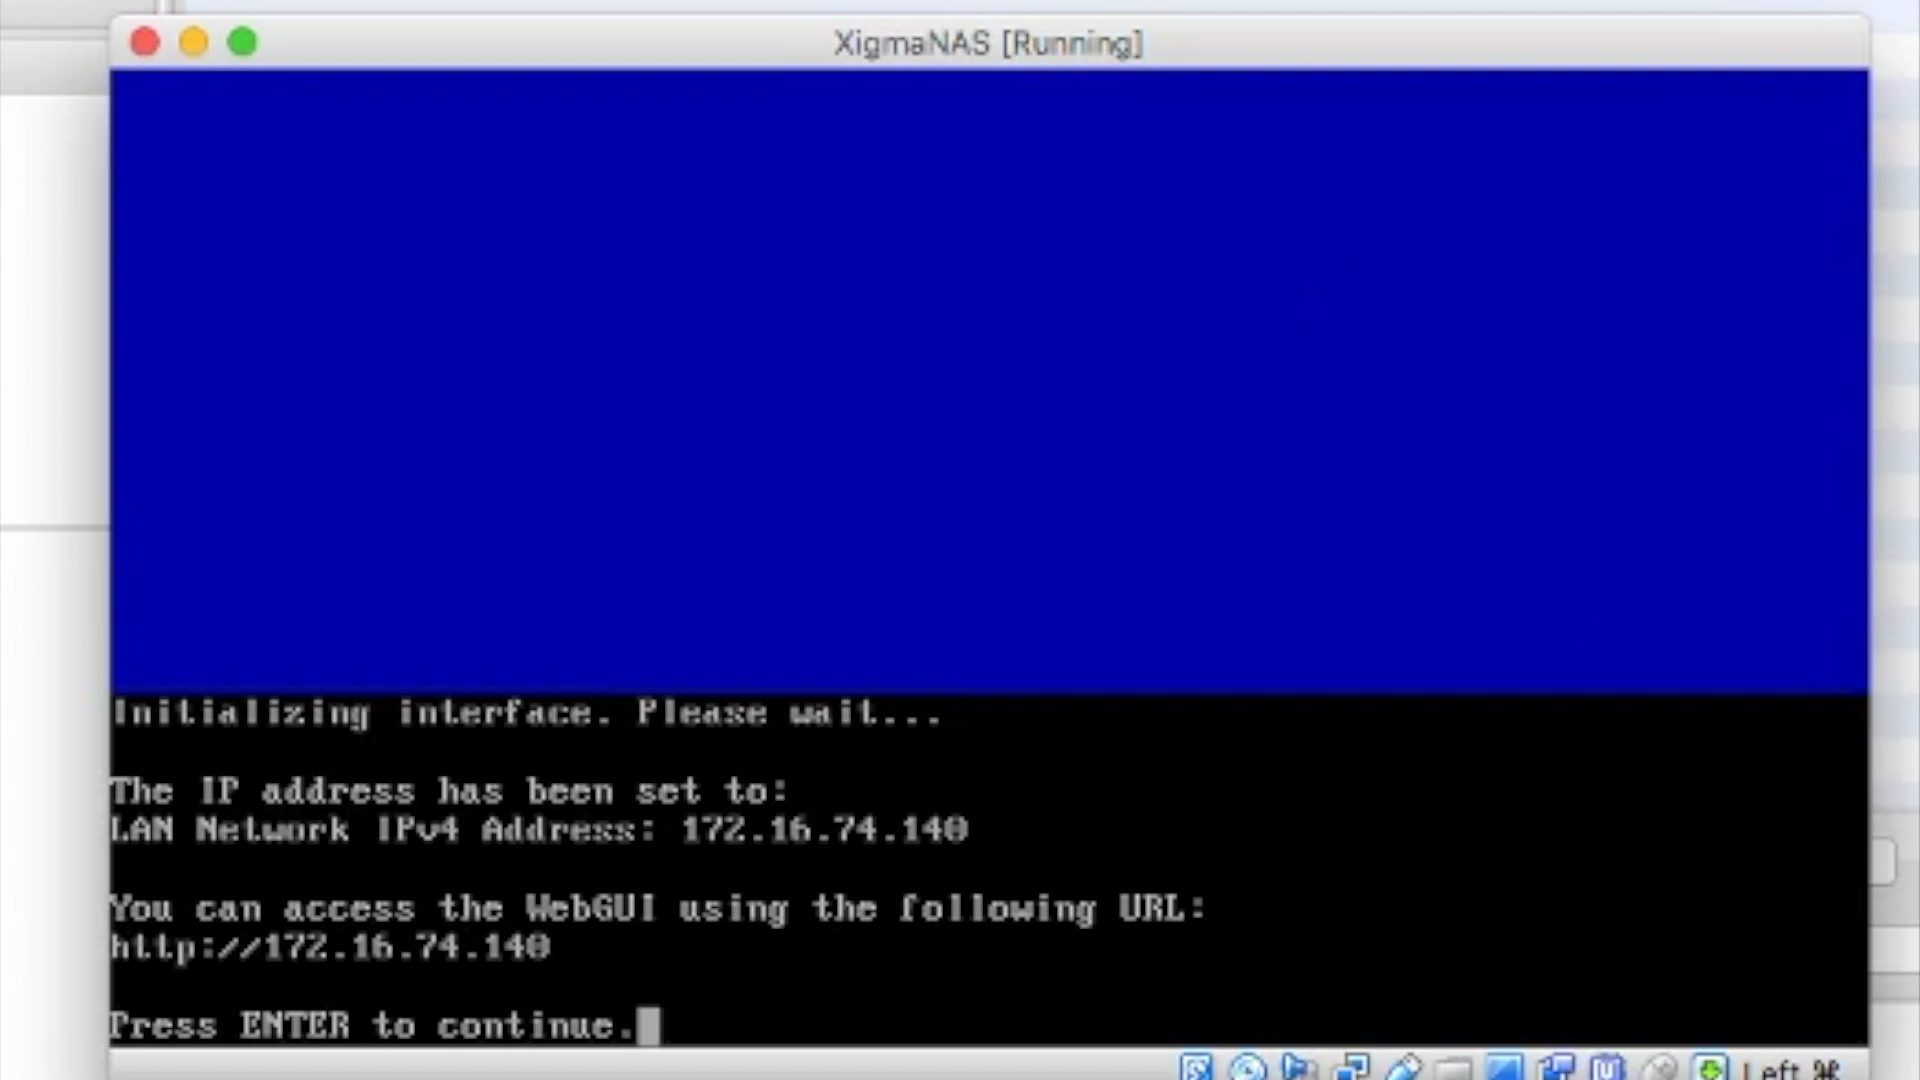 XigmaNAS [Running]
Initializing interface. Please wait...
The IP address has been set to:
LAN Network IPv4 Address: 172.16.74.140
You can access the WebGUI using the following URL:
http://172.16.74.140
Press ENTER to continue.
Left ⌘